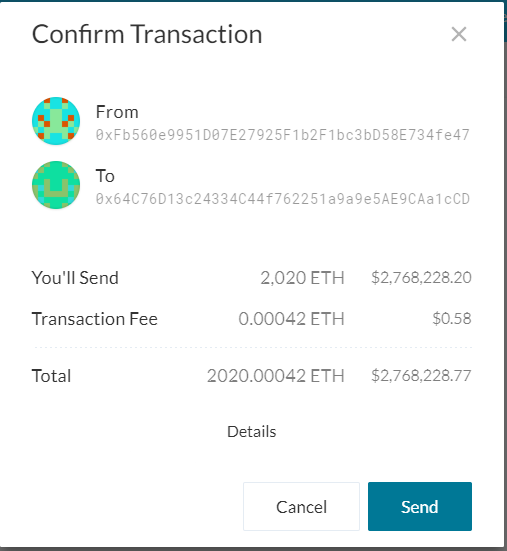 Confirm Transaction
From
0xFb560e9951D07E27925F1b2F1bc3bD58E734fe47
To
0x64C76D13c24334C44f762251a9a9e5AE9CAa1cCD
You'll Send 2,020 ETH $2,768,228.20
Transaction Fee 0.00042 ETH $0.58
Total 2020.00042 ETH $2,768,228.77
Details
Cancel Send